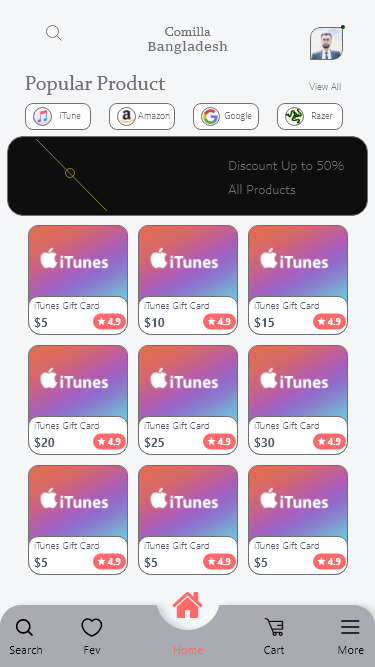 Comilla
Bangladesh
Popular Product
View All
iTune
Amazon
Google
Razer
Discount Up to 50%
All Products
iTunes
iTunes
iTunes
iTunes Gift Card
iTunes Gift Card
iTunes Gift Card
$5
4.9
$10
4.9
$15
4.9
iTunes
iTunes
iTunes
iTunes Gift Card
iTunes Gift Card
iTunes Gift Card
$20
4.9
$25
4.9
$30
4.9
iTunes
iTunes
iTunes
iTunes Gift Card
iTunes Gift Card
iTunes Gift Card
$5
4.9
$5
4.9
$5
4.9
Search
Fev
Home
Cart
More